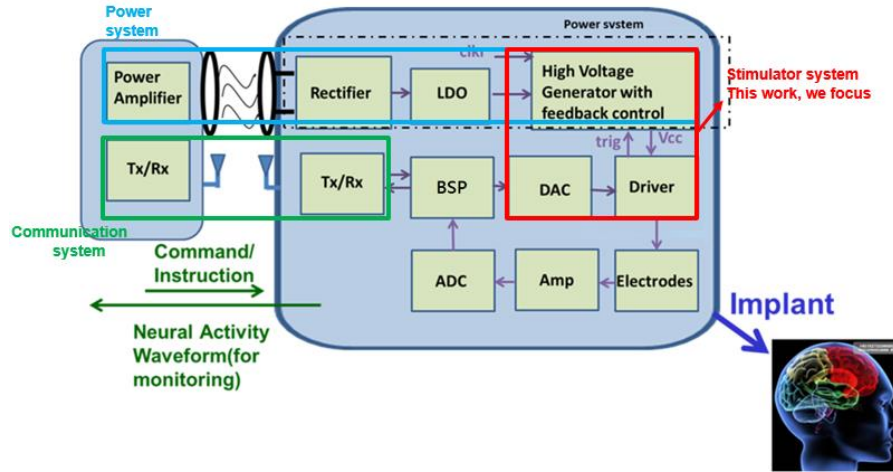 Power
system
Power system
Power
Amplifier
Rectifier
LDO
clkr
High Voltage
Generator with
feedback control
Stimulator system
This work, we focus
trig
Vcc
Tx/Rx
Tx/Rx
BSP
DAC
Driver
Communication
system
Command/
Instruction
ADC
Amp
Electrodes
Neural Activity
Waveform(for
monitoring)
Implant